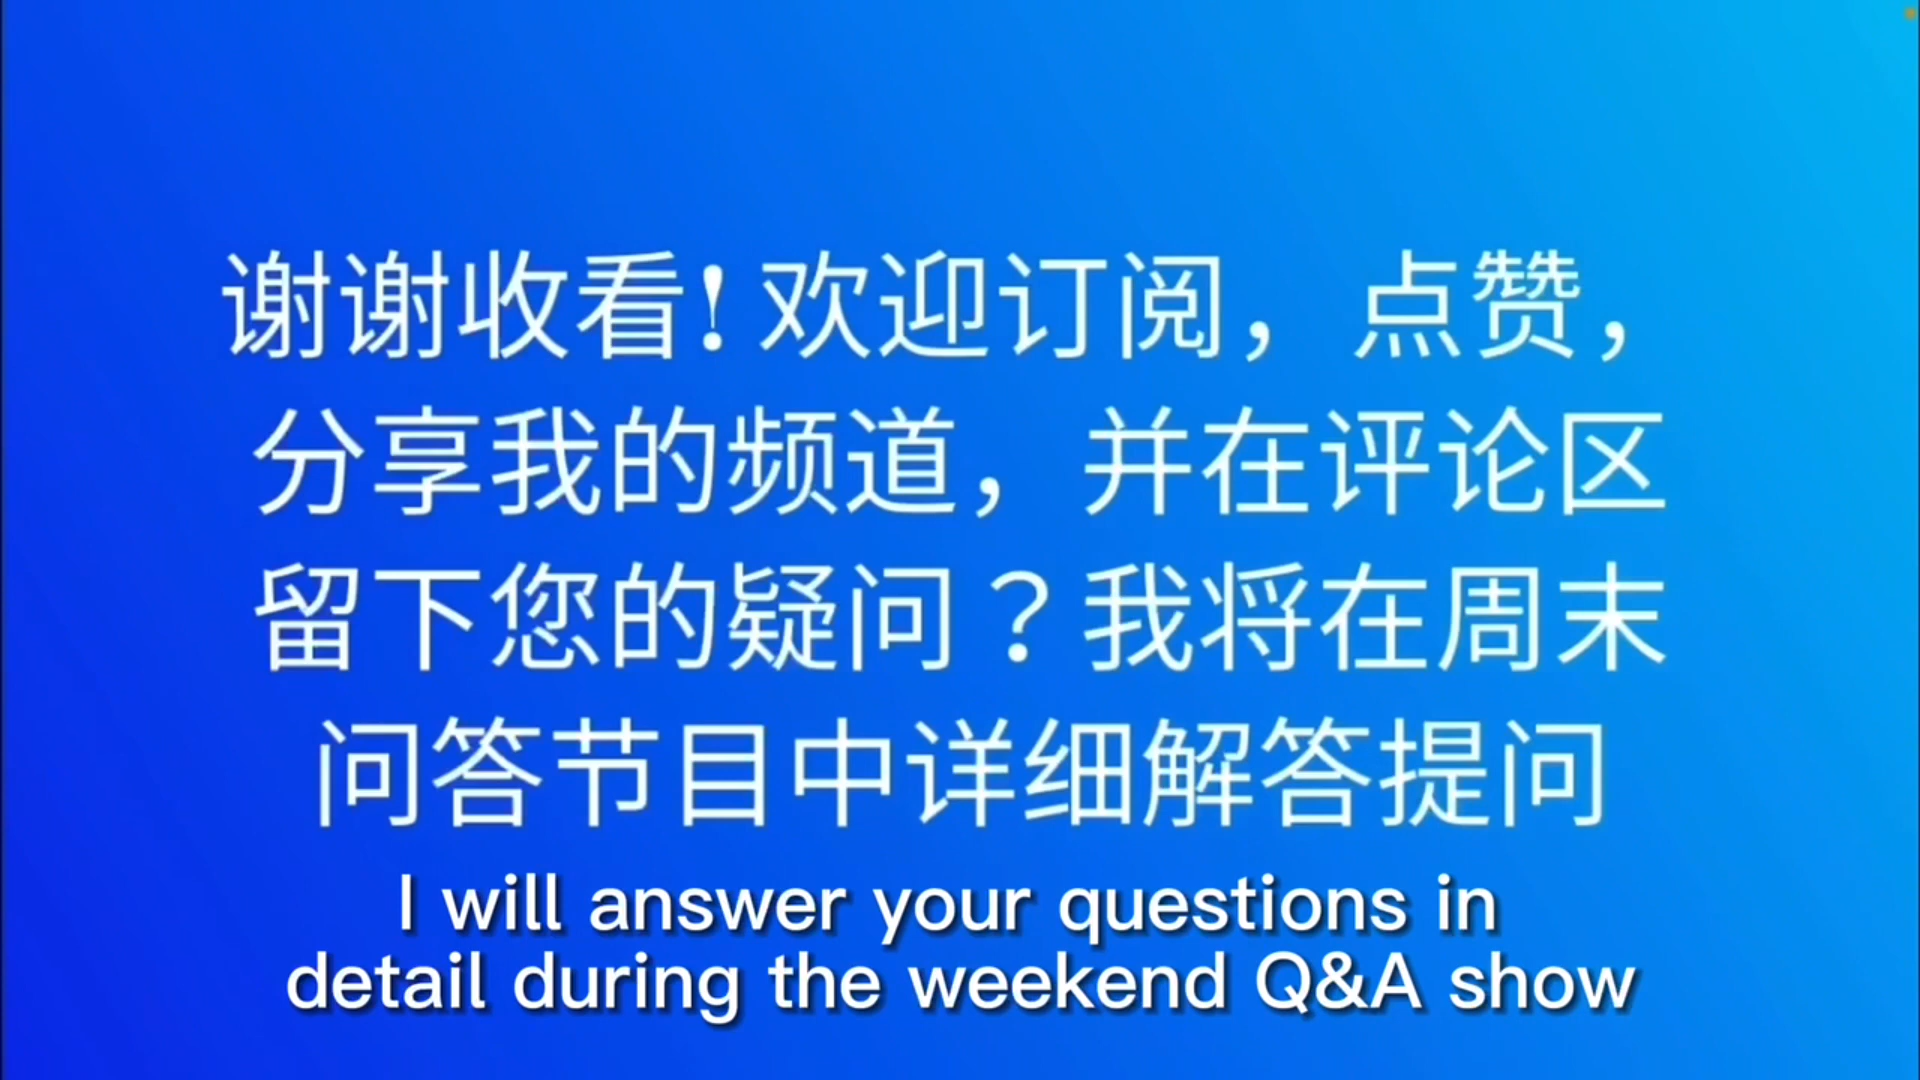 谢谢收看！欢迎订阅，点赞，
分享我的频道，并在评论区
留下您的疑问？我将在周末
问答节目中详细解答提问
I will answer your questions in
detail during the weekend Q&A show